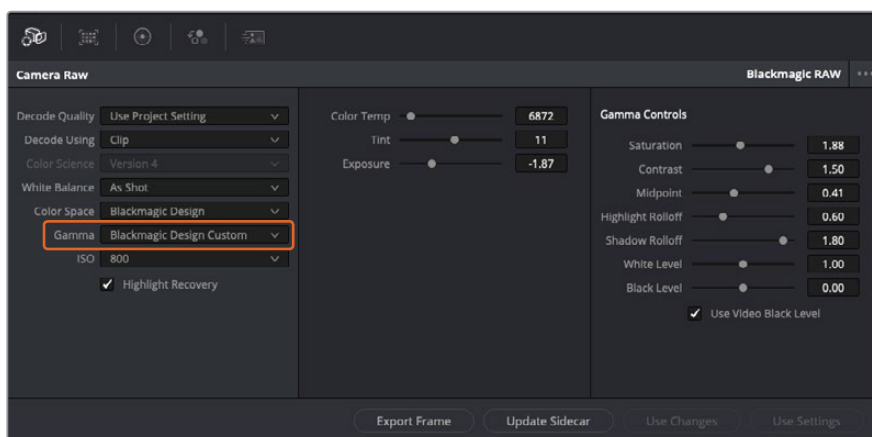 Camera Raw
Blackmagic RAW
Decode Quality Use Project Setting
Decode Using Clip
Color Science Version 4
White Balance As Shot
Color Space Blackmagic Design
Gamma Blackmagic Design Custom
ISO 800
Highlight Recovery
Color Temp 6872
Tint 11
Exposure -1.87
Gamma Controls
Saturation 1.88
Contrast 1.50
Midpoint 0.41
Highlight Rolloff 0.60
Shadow Rolloff 1.80
White Level 1.00
Black Level 0.00
Use Video Black Level
Export Frame
Update Sidecar
Use Changes
Use Settings